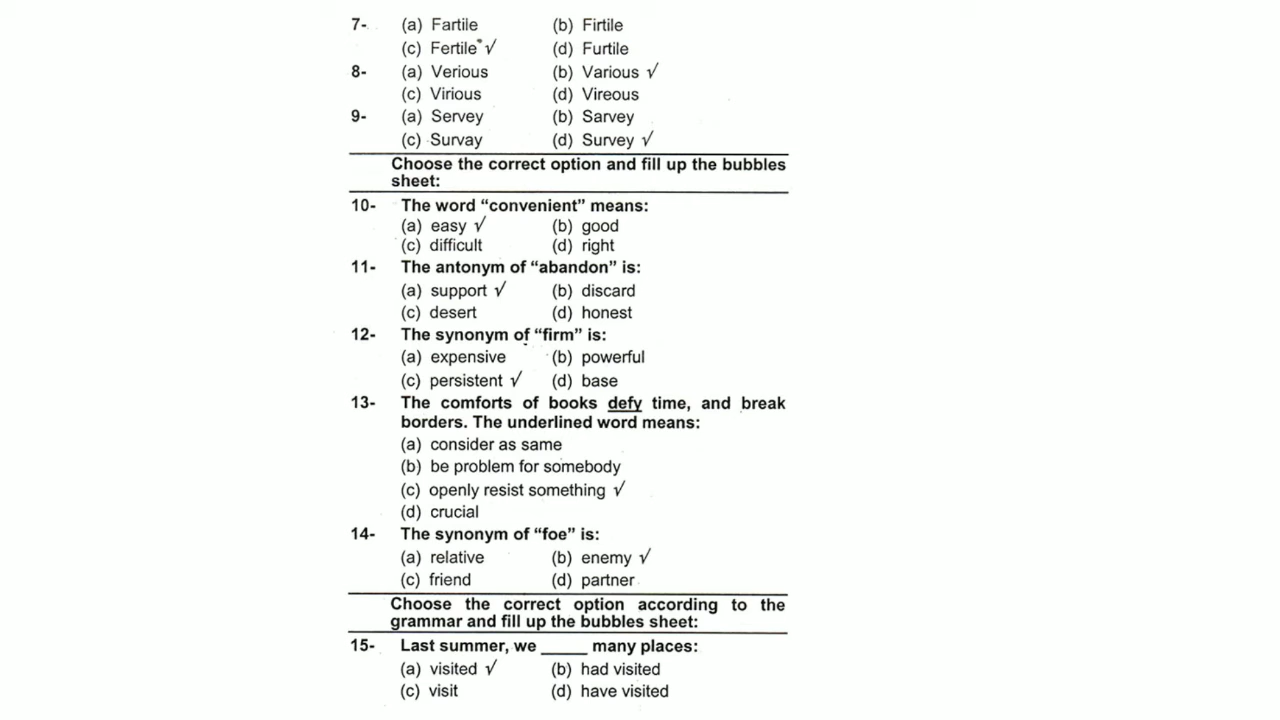 7- (a) Fartile (b) Firtile
(c) Fertile √ (d) Furtile
8- (a) Verious (b) Various √
(c) Virious (d) Vireous
9- (a) Servey (b) Sarvey
(c) Survay (d) Survey √
Choose the correct option and fill up the bubbles
sheet:
10- The word “convenient” means:
(a) easy √ (b) good
(c) difficult (d) right
11- The antonym of “abandon” is:
(a) support √ (b) discard
(c) desert (d) honest
12- The synonym of “firm” is:
(a) expensive (b) powerful
(c) persistent √ (d) base
13- The comforts of books defy time, and break
borders. The underlined word means:
(a) consider as same
(b) be problem for somebody
(c) openly resist something √
(d) crucial
14- The synonym of “foe” is:
(a) relative (b) enemy √
(c) friend (d) partner
Choose the correct option according to the
grammar and fill up the bubbles sheet:
15- Last summer, we _____ many places:
(a) visited √ (b) had visited
(c) visit (d) have visited